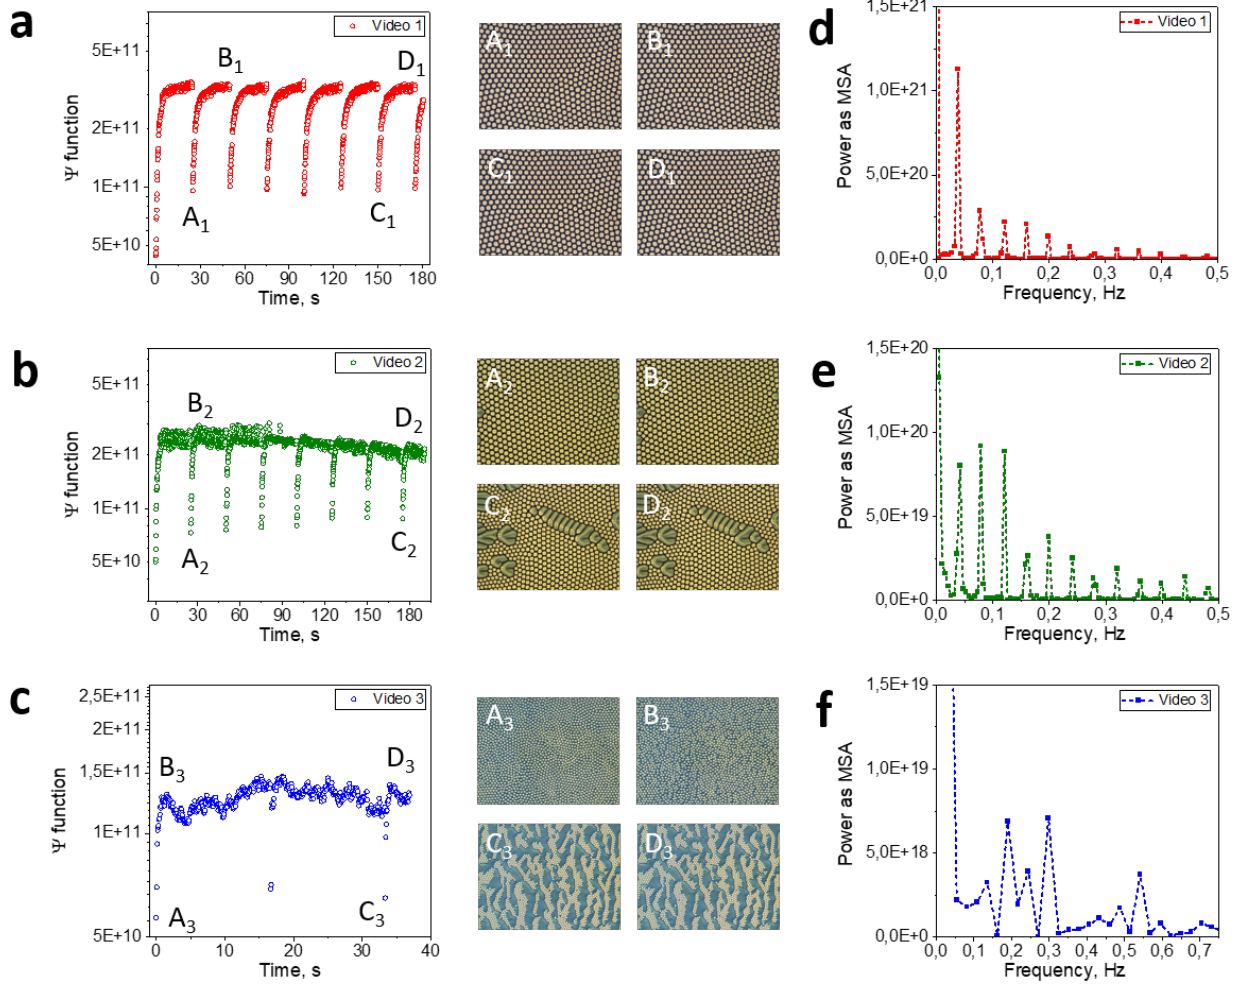 a
Ψ function
5E+11
2E+11
1E+11
5E+10
Video 1
B1
D1
A1
C1
0 30 60 90 120 150 180
Time, s
A1
B1
C1
D1
d
Power as MSA
1,5E+21
1,0E+21
5,0E+20
0,0E+0
Video 1
0,0 0,1 0,2 0,3 0,4 0,5
Frequency, Hz
b
Ψ function
5E+11
2E+11
1E+11
5E+10
Video 2
B2
D2
A2
C2
0 30 60 90 120 150 180
Time, s
A2
B2
C2
D2
e
Power as MSA
1,5E+20
1,0E+20
5,0E+19
0,0E+0
Video 2
0,0 0,1 0,2 0,3 0,4 0,5
Frequency, Hz
c
Ψ function
2,5E+11
1,5E+11
1E+11
5E+10
Video 3
B3
D3
A3
C3
0 10 20 30 40
Time, s
A3
B3
C3
D3
f
Power as MSA
1,5E+19
1,0E+19
5,0E+18
0,0E+0
Video 3
0,0 0,1 0,2 0,3 0,4 0,5 0,6 0,7
Frequency, Hz